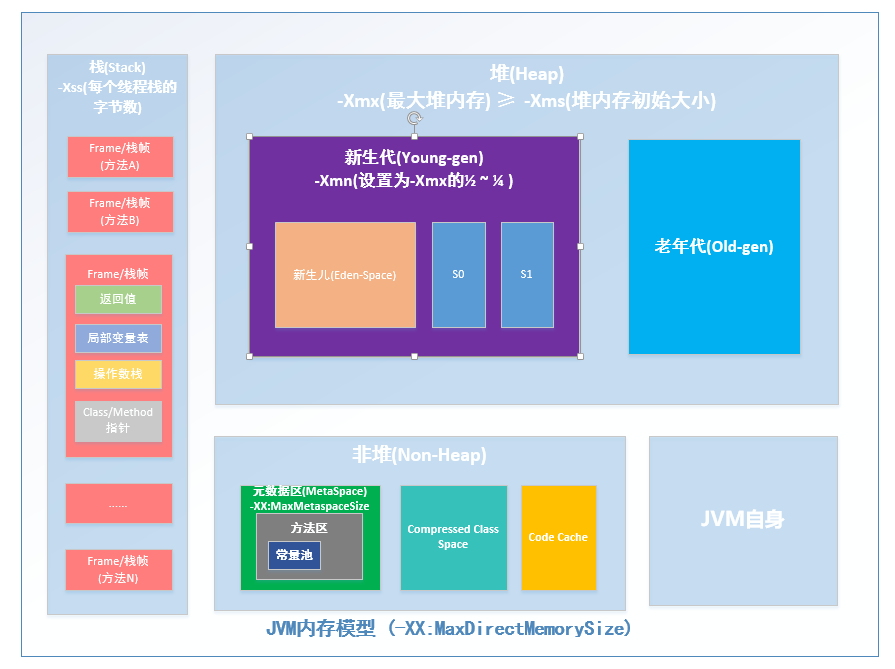 栈(Stack)
-Xss(每个线程栈的
字节数)
Frame/栈帧
(方法A)
Frame/栈帧
(方法B)
Frame/栈帧
返回值
局部变量表
操作数栈
Class/Method
指针
......
Frame/栈帧
(方法N)
堆(Heap)
-Xmx(最大堆内存) ≥ -Xms(堆内存初始大小)
新生代(Young-gen)
-Xmn(设置为-Xmx的½ ~ ¼ )
新生儿(Eden-Space)
S0
S1
老年代(Old-gen)
非堆(Non-Heap)
元数据区(MetaSpace)
-XX:MaxMetaspaceSize
方法区
常量池
Compressed Class
Space
Code Cache
JVM自身
JVM内存模型 (-XX:MaxDirectMemorySize)